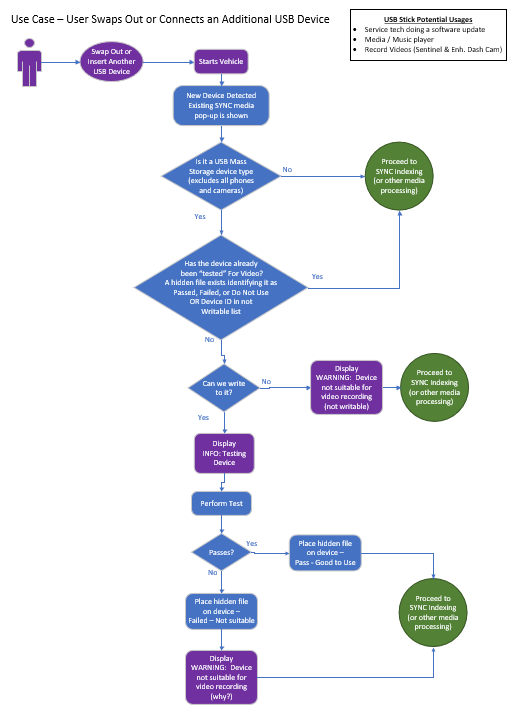 Use Case – User Swaps Out or Connects an Additional USB Device
USB Stick Potential Usages
• Service tech doing a software update
• Media / Music player
• Record Videos (Sentinel & Enh. Dash Cam)
Swap Out or
Insert Another
USB Device
Starts Vehicle
New Device Detected
Existing SYNC media
pop-up is shown
Is it a USB Mass
Storage device type
(excludes all phones
and cameras)
No
Proceed to
SYNC Indexing
(or other media
processing)
Yes
Has the device already
been "tested" For Video?
A hidden file exists identifying it as
Passed, Failed, or Do Not Use
OR Device ID in not
Writable list
Yes
No
Can we write
to it?
No
Display
WARNING: Device
not suitable for
video recording
(not writable)
Proceed to
SYNC Indexing
(or other media
processing)
Yes
Display
INFO: Testing
Device
Perform Test
Passes?
Yes
Place hidden file
on device –
Pass - Good to Use
No
Place hidden file
on device –
Failed – Not suitable
Proceed to
SYNC Indexing
(or other media
processing)
Display
WARNING: Device
not suitable for
video recording
(why?)